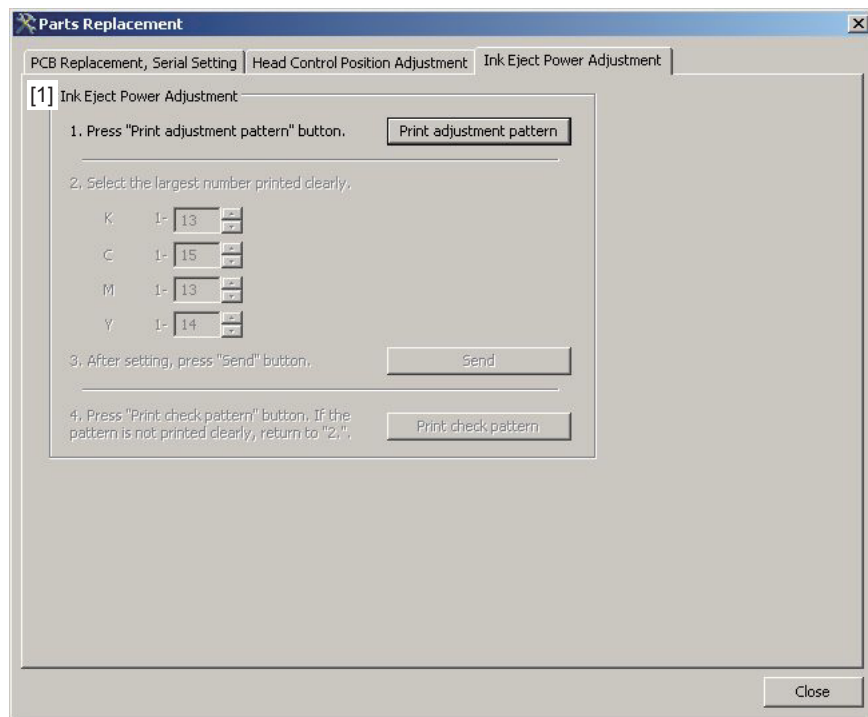 Parts Replacement
PCB Replacement, Serial Setting Head Control Position Adjustment Ink Eject Power Adjustment
[1] Ink Eject Power Adjustment
1. Press "Print adjustment pattern" button. Print adjustment pattern
2. Select the largest number printed clearly.
K 1- 13
C 1- 15
M 1- 13
Y 1- 14
3. After setting, press "Send" button. Send
4. Press "Print check pattern" button. If the
pattern is not printed clearly, return to "2.". Print check pattern
Close